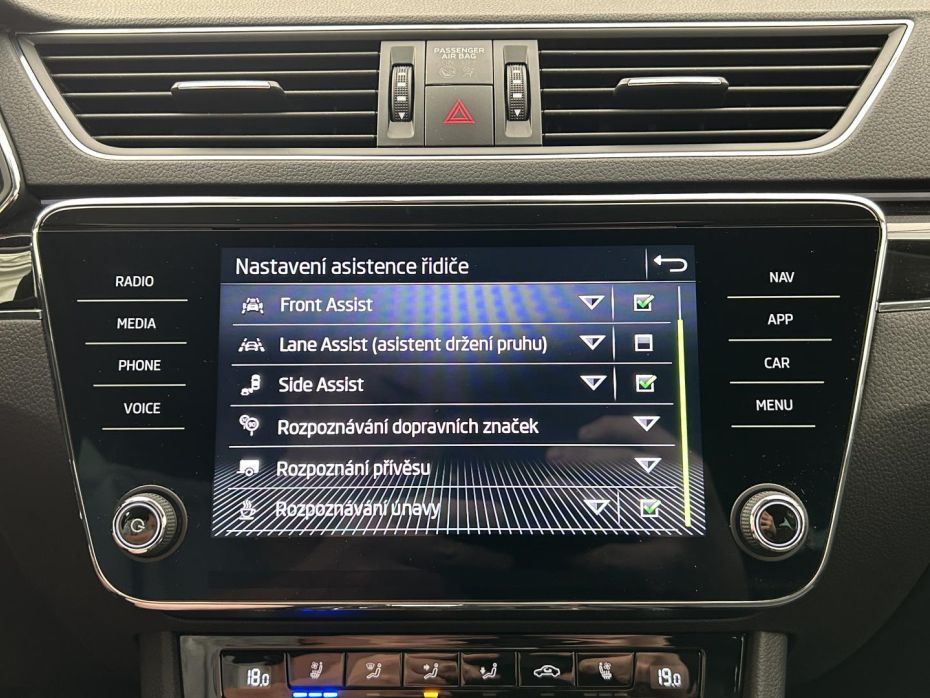 PASSENGER
AIR BAG
Nastavení asistence řidiče
RADIO
MEDIA
PHONE
VOICE
Front Assist
Lane Assist (asistent držení pruhu)
Side Assist
Rozpoznávání dopravních značek
Rozpoznání přívěsu
Rozpoznávání únavy
NAV
APP
CAR
MENU
18.0
19.0